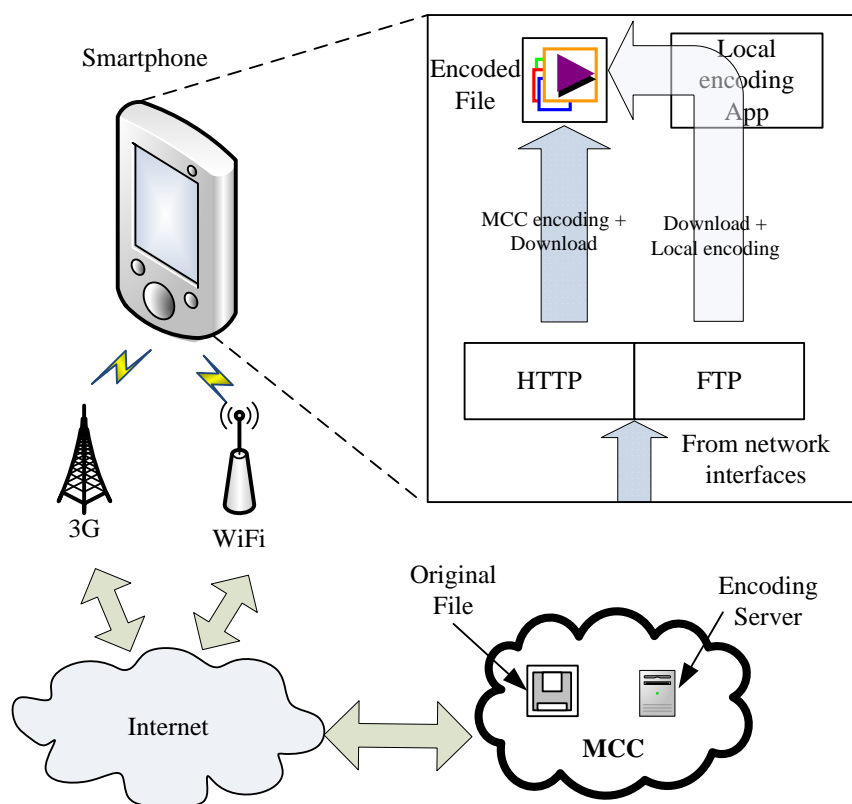 Smartphone
Encoded
File
Local
encoding
App
MCC encoding +
Download
Download +
Local encoding
HTTP
FTP
From network
interfaces
3G
WiFi
Original
File
Encoding
Server
Internet
MCC